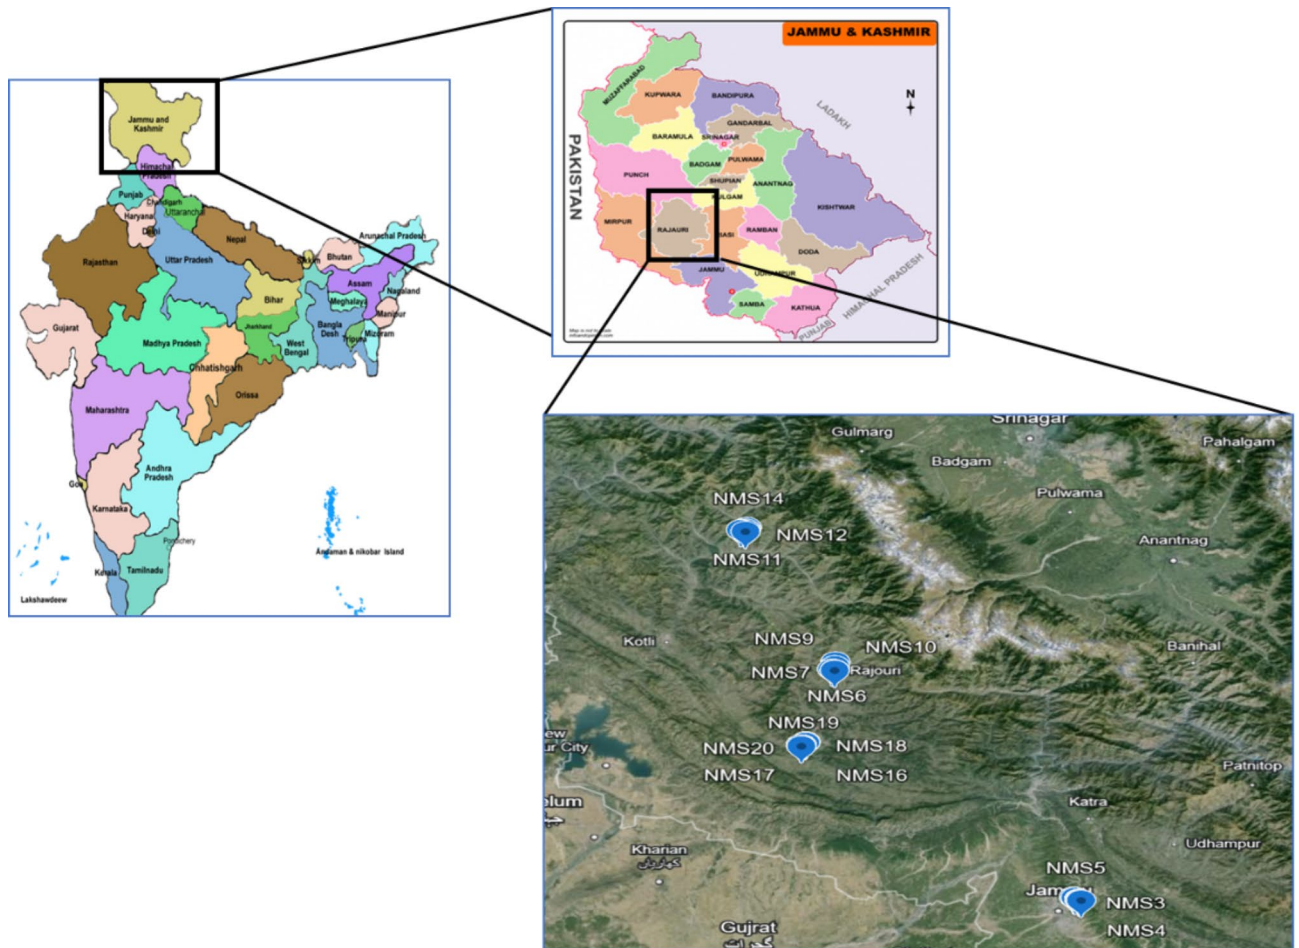 JAMMU & KASHMIR
N
LADAKH
PAKISTAN
MUZAFFARABAD
KUPWARA
BANDIPURA
GANDARBAL
BARAMULA
SRINAGAR
BADGAM
PULWAMA
SHUPIAN
ANANTNAG
PUNCH
KISHTWAR
MIRPUR
RAJAURI
RAMBAN
DODA
JAMMU
SAMBA
KATHUA
PUNJAB
HIMACHAL PRADESH
Jammu and
Kashmir
Himachal
Pradesh
Punjab
Chandigarh
Uttaranchal
Haryana
Delhi
Arunachal Pradesh
Nepal
Bhutan
Sikkim
Rajasthan
Uttar Pradesh
Assam
Nagaland
Bihar
Meghalaya
Manipur
Gujarat
Jharkhand
Bangla
Desh
Tripura
Mizoram
Madhya Pradesh
West
Bengal
Chhatishgarh
Orissa
Maharashtra
Andhra
Pradesh
Goa
Karnataka
Pondichery
Andaman & nikobar Island
Kerala
Tamilnadu
Lakshawdeew
Srinagar
Gulmarg
Pahalgam
Badgam
Pulwama
NMS14
NMS12
NMS11
Anantnag
Kotli
NMS9
NMS10
Banihal
NMS7
Rajouri
NMS6
NMS19
NMS20
NMS18
NMS17
NMS16
Patnitop
Katra
Udhampur
Kharian
کھاریاں
NMS5
NMS3
NMS4
Gujrat
گجرات